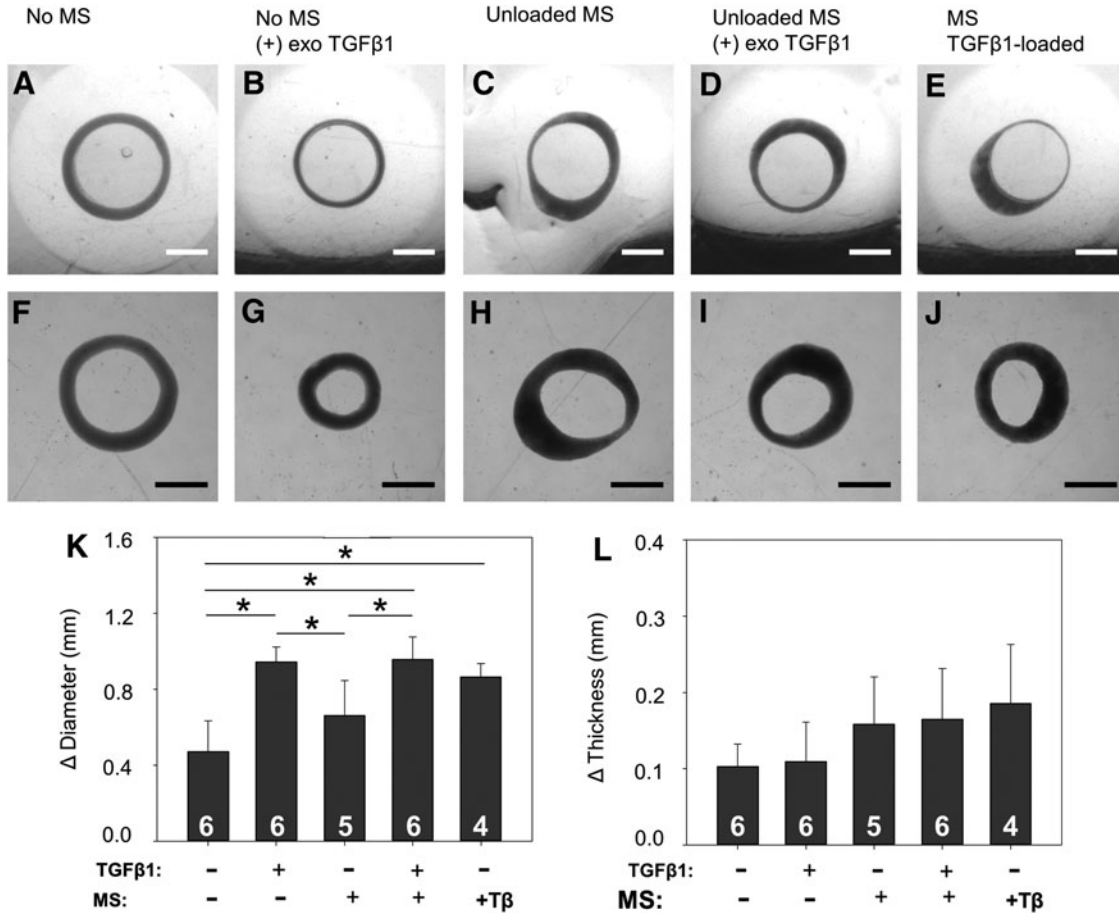 No MS
No MS
(+) exo TGFβ1
Unloaded MS
Unloaded MS
(+) exo TGFβ1
MS
TGFβ1-loaded
A
B
C
D
E
F
G
H
I
J
K
Δ Diameter (mm)
1.6
1.2
0.8
0.4
0.0
*
*
* *
*
6 6 5 6 4
TGFβ1: - + - + -
MS: - - + + +Tβ
L
Δ Thickness (mm)
0.4
0.3
0.2
0.1
0.0
6 6 5 6 4
TGFβ1: - + - + -
MS: - - + + +Tβ